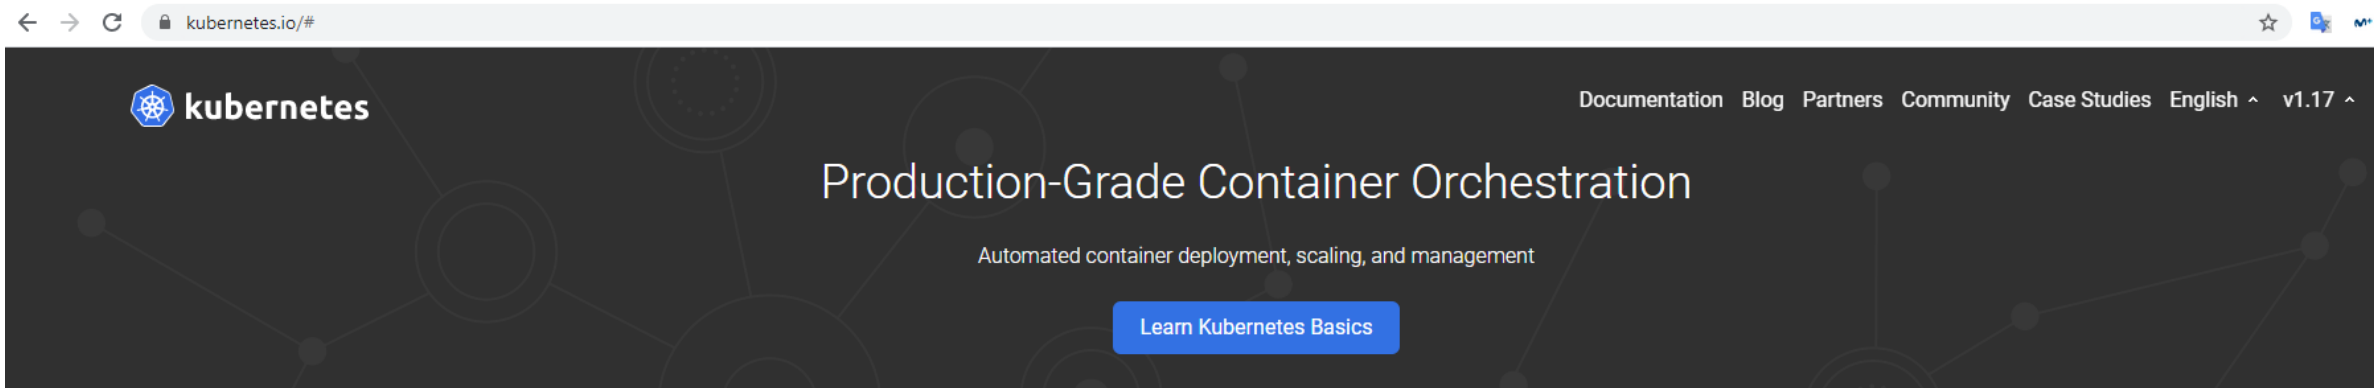 kubernetes.io/#
kubernetes
Documentation Blog Partners Community Case Studies English v1.17
Production-Grade Container Orchestration
Automated container deployment, scaling, and management
Learn Kubernetes Basics